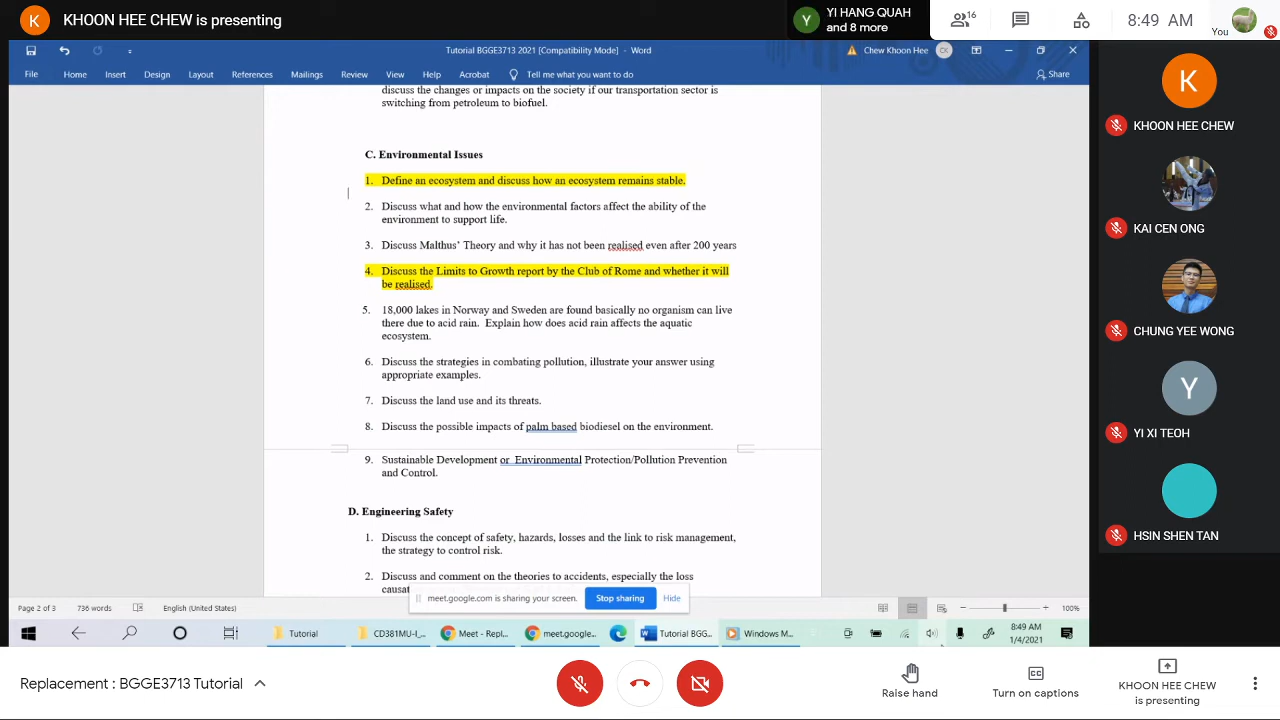 K
KHOON HEE CHEW is presenting
Y
YI HANG QUAH
and 8 more
16
8:49 AM
You
Tutorial BGGE3713 2021 [Compatibility Mode] - Word
Chew Khoon Hee
CK
File Home Insert Design Layout References Mailings Review View Help Acrobat Tell me what you want to do
Share
discuss the changes or impacts on the society if our transportation sector is
switching from petroleum to biofuel.
C. Environmental Issues
1. Define an ecosystem and discuss how an ecosystem remains stable.
2. Discuss what and how the environmental factors affect the ability of the
environment to support life.
3. Discuss Malthus' Theory and why it has not been realised even after 200 years
4. Discuss the Limits to Growth report by the Club of Rome and whether it will
be realised.
5. 18,000 lakes in Norway and Sweden are found basically no organism can live
there due to acid rain. Explain how does acid rain affects the aquatic
ecosystem.
6. Discuss the strategies in combating pollution, illustrate your answer using
appropriate examples.
7. Discuss the land use and its threats.
8. Discuss the possible impacts of palm based biodiesel on the environment.
9. Sustainable Development or Environmental Protection/Pollution Prevention
and Control.
D. Engineering Safety
1. Discuss the concept of safety, hazards, losses and the link to risk management,
the strategy to control risk.
2. Discuss and comment on the theories to accidents, especially the loss
causat
meet.google.com is sharing your screen.
Stop sharing
Hide
Page 2 of 3
736 words
English (United States)
100%
Tutorial
CD381MU-I_...
Meet - Repl...
meet.google...
Tutorial BGG...
Windows M...
8:49 AM
1/4/2021
K
KHOON HEE CHEW
KAI CEN ONG
CHUNG YEE WONG
Y
YI XI TEOH
HSIN SHEN TAN
Replacement : BGGE3713 Tutorial
Raise hand
Turn on captions
KHOON HEE CHEW
is presenting